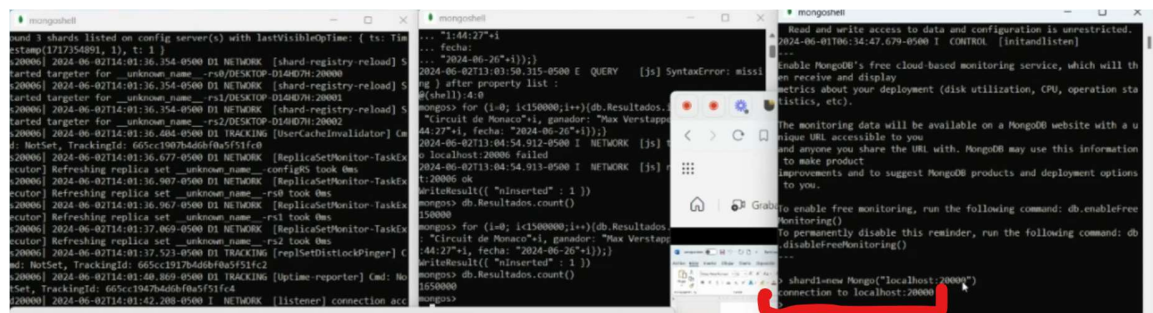 mongoshell
ound 3 shards listed on config server(s) with lastVisibleOpTime: { ts: Tim
estamp(1717354891, 1), t: 1 }
s20006| 2024-06-02T14:01:36.354-0500 D1 NETWORK  [shard-registry-reload] S
tarted targeter for __unknown_name__-rs0/DESKTOP-D14HD7H:20000
s20006| 2024-06-02T14:01:36.354-0500 D1 NETWORK  [shard-registry-reload] S
tarted targeter for __unknown_name__-rs1/DESKTOP-D14HD7H:20001
s20006| 2024-06-02T14:01:36.354-0500 D1 NETWORK  [shard-registry-reload] S
tarted targeter for __unknown_name__-rs2/DESKTOP-D14HD7H:20002
s20006| 2024-06-02T14:01:36.404-0500 D1 TRACKING [UserCacheInvalidator] Cm
d: NotSet, TrackingId: 665cc1907b4d6bf0a5f51fc0
s20006| 2024-06-02T14:01:36.677-0500 D1 NETWORK  [ReplicaSetMonitor-TaskEx
ecutor] Refreshing replica set __unknown_name__-configRS took 0ms
s20006| 2024-06-02T14:01:36.907-0500 D1 NETWORK  [ReplicaSetMonitor-TaskEx
ecutor] Refreshing replica set __unknown_name__-rs0 took 0ms
s20006| 2024-06-02T14:01:36.967-0500 D1 NETWORK  [ReplicaSetMonitor-TaskEx
ecutor] Refreshing replica set __unknown_name__-rs1 took 0ms
s20006| 2024-06-02T14:01:37.069-0500 D1 NETWORK  [ReplicaSetMonitor-TaskEx
ecutor] Refreshing replica set __unknown_name__-rs2 took 0ms
s20006| 2024-06-02T14:01:37.523-0500 D1 TRACKING [replSetDistLockPinger] C
md: NotSet, TrackingId: 665cc1917b4d6bf0a5f51fc2
s20006| 2024-06-02T14:01:40.869-0500 D1 TRACKING [Uptime-reporter] Cmd: No
tSet, TrackingId: 665cc1947b4d6bf0a5f51fc4
d20000| 2024-06-02T14:01:42.208-0500 I  NETWORK  [listener] connection acc
mongoshell
... "1:44:27"+i
... fecha:
... "2024-06-26"+i});}
2024-06-02T13:03:50.315-0500 E  QUERY    [js] SyntaxError: missi
ng } after property list :
@(shell):4:0
mongos> for (i=0; i<150000;i++){db.Resultados.i
"Circuit de Monaco"+i, ganador: "Max Verstappe
44:27"+i, fecha: "2024-06-26"+i});}
2024-06-02T13:04:54.912-0500 I  NETWORK  [js] t
o localhost:20006 failed
2024-06-02T13:04:54.913-0500 I  NETWORK  [js] r
t:20006 ok
WriteResult({ "nInserted" : 1 })
mongos> db.Resultados.count()
150000
mongos> for (i=0; i<1500000;i++){db.Resultados
: "Circuit de Monaco"+i, ganador: "Max Verstapp
:44:27"+i, fecha: "2024-06-26"+i});}
WriteResult({ "nInserted" : 1 })
mongos> db.Resultados.count()
1650000
mongos>
Graba
mongoshell
Read and write access to data and configuration is unrestricted.
2024-06-01T06:34:47.679-0500 I  CONTROL  [initandlisten]
---
Enable MongoDB's free cloud-based monitoring service, which will th
en receive and display
metrics about your deployment (disk utilization, CPU, operation sta
tistics, etc).
The monitoring data will be available on a MongoDB website with a u
nique URL accessible to you
and anyone you share the URL with. MongoDB may use this information
to make product
improvements and to suggest MongoDB products and deployment options
to you.
To enable free monitoring, run the following command: db.enableFree
Monitoring()
To permanently disable this reminder, run the following command: db
.disableFreeMonitoring()
---
> shard1=new Mongo("localhost:20000")
connection to localhost:20000
>